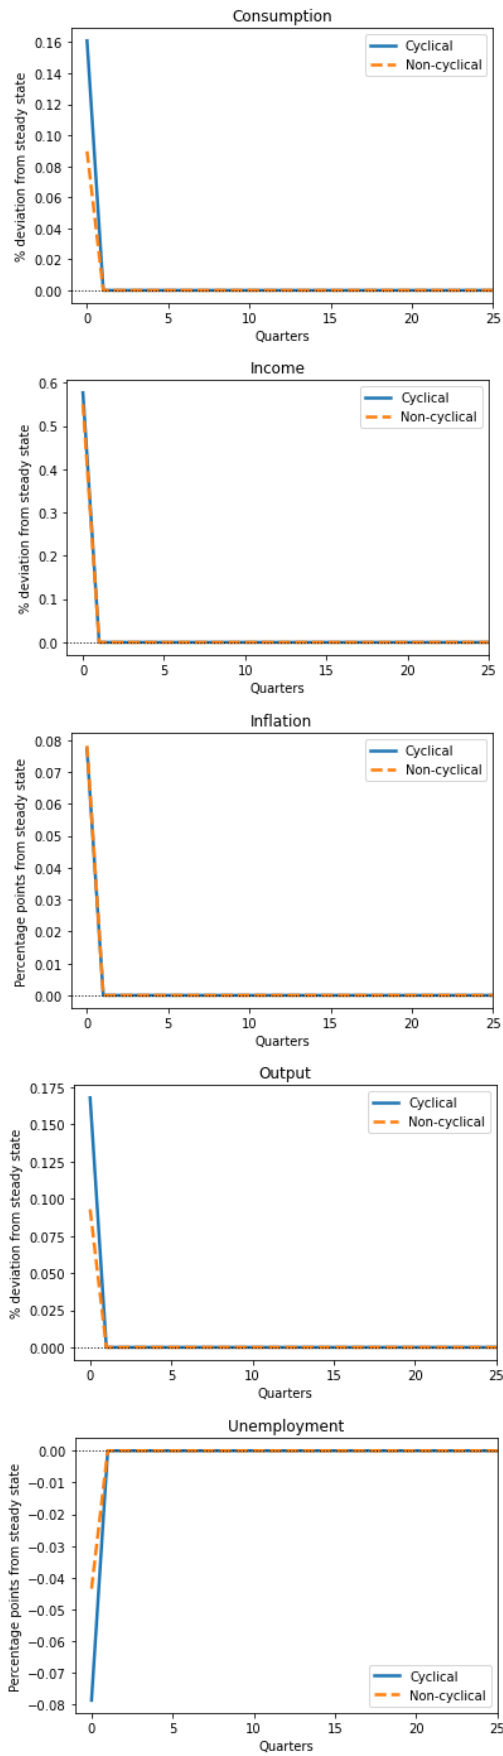 Consumption
% deviation from steady state
0.16
0.14
0.12
0.10
0.08
0.06
0.04
0.02
0.00
Cyclical
Non-cyclical
0
5
10
15
20
25
Quarters
Income
% deviation from steady state
0.6
0.5
0.4
0.3
0.2
0.1
0.0
Cyclical
Non-cyclical
0
5
10
15
20
25
Quarters
Inflation
Percentage points from steady state
0.08
0.07
0.06
0.05
0.04
0.03
0.02
0.01
0.00
Cyclical
Non-cyclical
0
5
10
15
20
25
Quarters
Output
% deviation from steady state
0.175
0.150
0.125
0.100
0.075
0.050
0.025
0.000
Cyclical
Non-cyclical
0
5
10
15
20
25
Quarters
Unemployment
Percentage points from steady state
0.00
−0.01
−0.02
−0.03
−0.04
−0.05
−0.06
−0.07
−0.08
Cyclical
Non-cyclical
0
5
10
15
20
25
Quarters